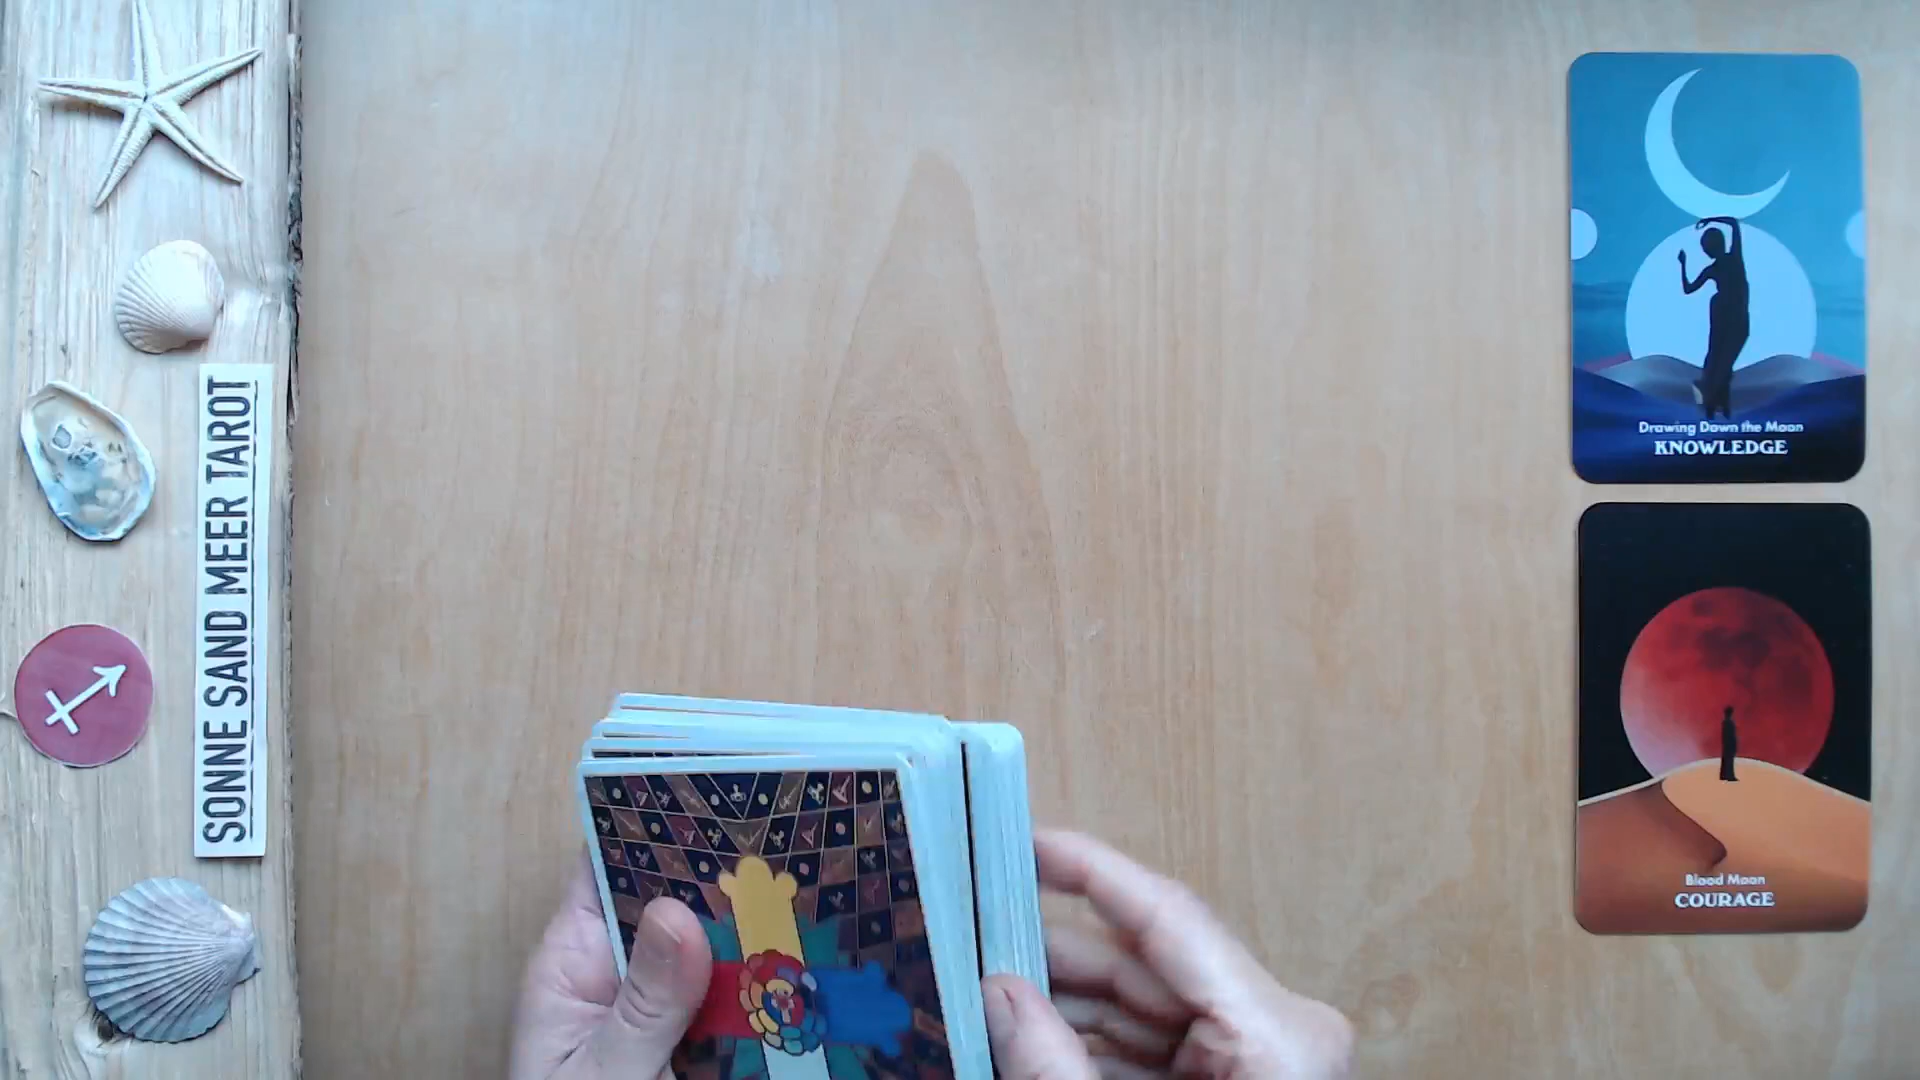 SONNE SAND MEER TAROT
Drawing Down the Moon
KNOWLEDGE
Blood Moon
COURAGE